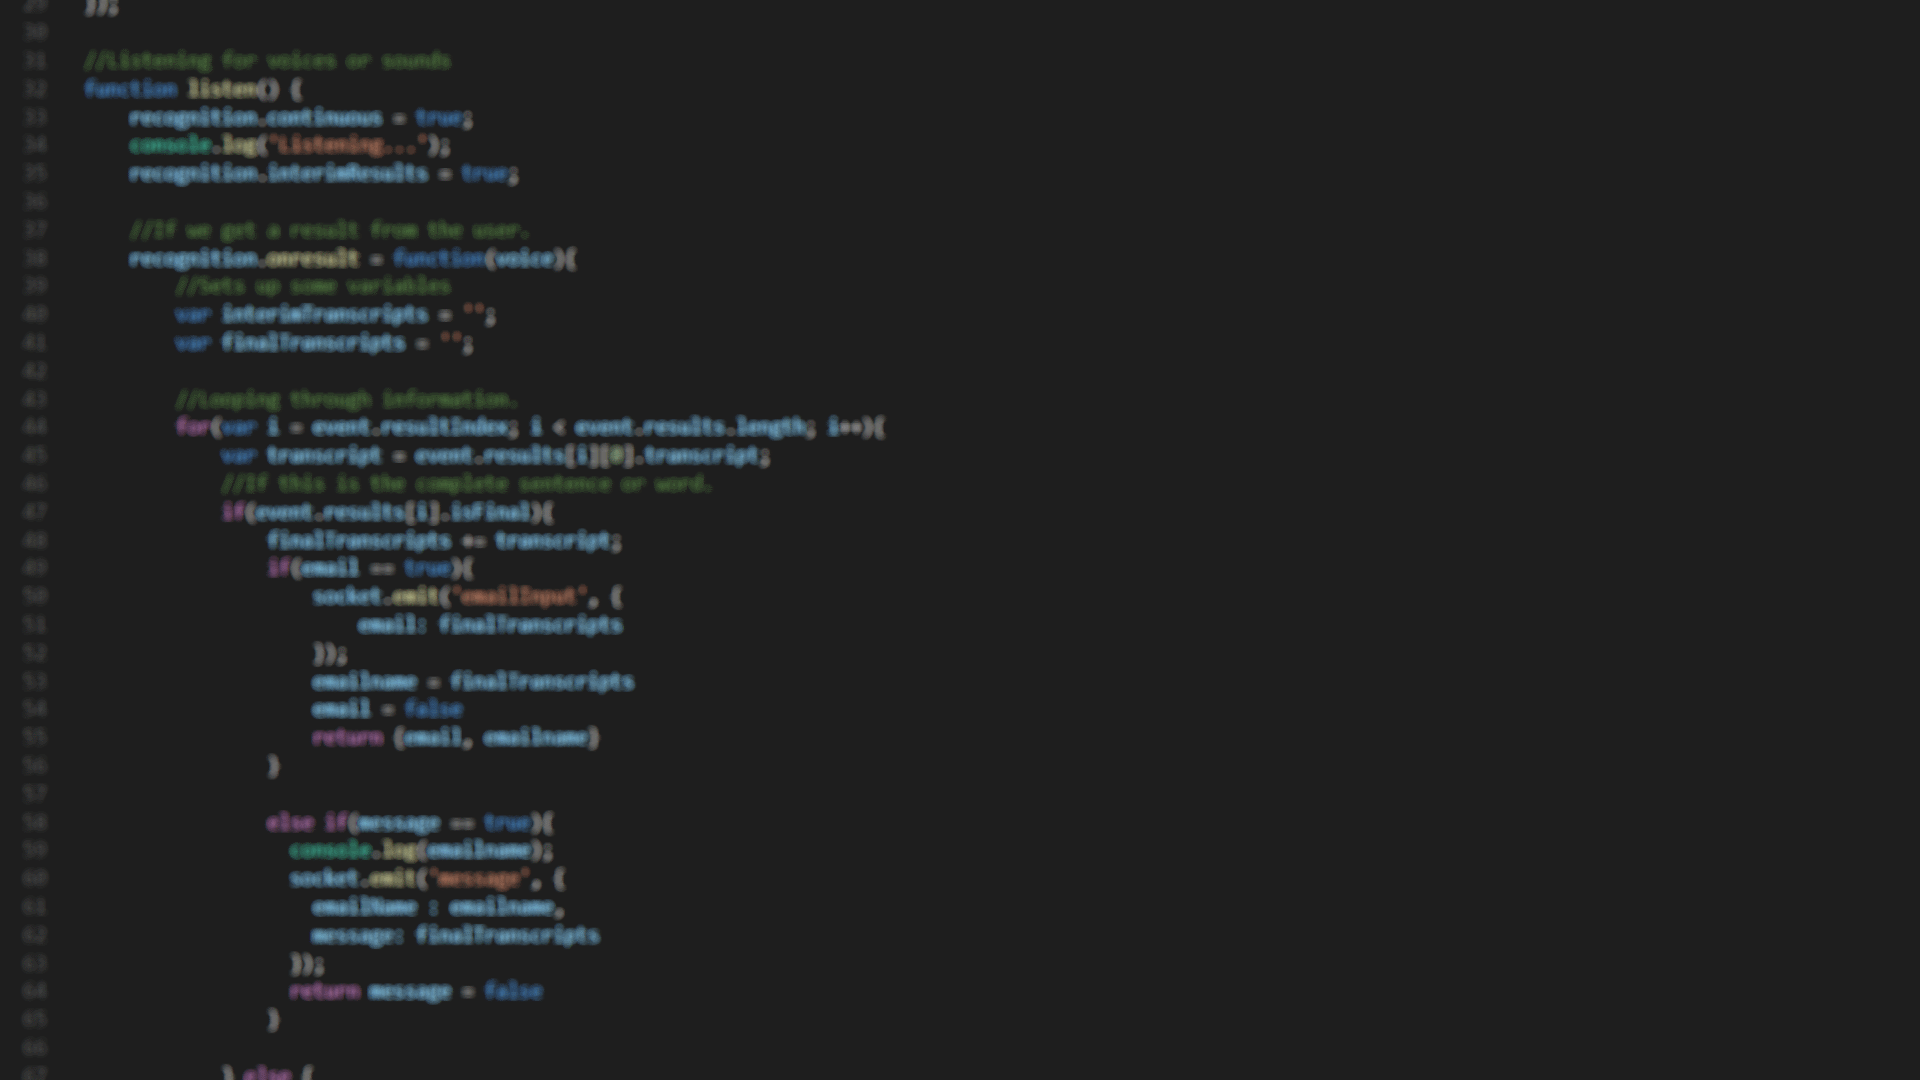 29 });
30
31 //Listening for voices or sounds
32 function listen() {
33 recognition.continuous = true;
34 console.log("Listening...");
35 recognition.interimResults = true;
36
37 //If we get a result from the user.
38 recognition.onresult = function(voice){
39 //Sets up some variables
40 var interimTranscripts = '';
41 var finalTranscripts = '';
42
43 //Looping through information.
44 for(var i = event.resultIndex; i < event.results.length; i++){
45 var transcript = event.results[i][0].transcript;
46 //If this is the complete sentence or word.
47 if(event.results[i].isFinal){
48 finalTranscripts += transcript;
49 if(email == true){
50 socket.emit("emailInput", {
51 email: finalTranscripts
52 });
53 emailname = finalTranscripts
54 email = false
55 return {email, emailname}
56 }
57
58 else if(message == true){
59 console.log(emailname);
60 socket.emit("message", {
61 emailName : emailname,
62 message: finalTranscripts
63 });
64 return message = false
65 }
66
67 } else {